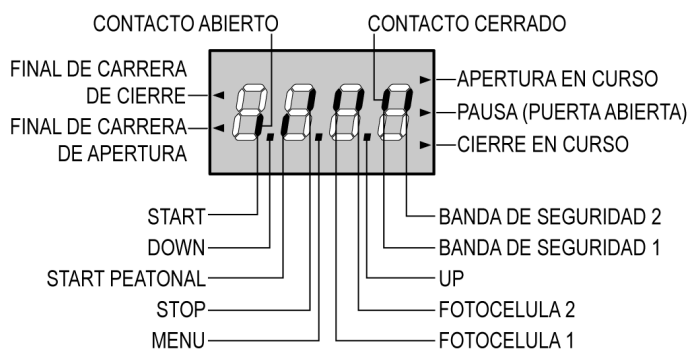 CONTACTO ABIERTO
CONTACTO CERRADO
FINAL DE CARRERA
DE CIERRE
FINAL DE CARRERA
DE APERTURA
APERTURA EN CURSO
PAUSA (PUERTA ABIERTA)
CIERRE EN CURSO
START
DOWN
START PEATONAL
STOP
MENU
BANDA DE SEGURIDAD 2
BANDA DE SEGURIDAD 1
UP
FOTOCELULA 2
FOTOCELULA 1